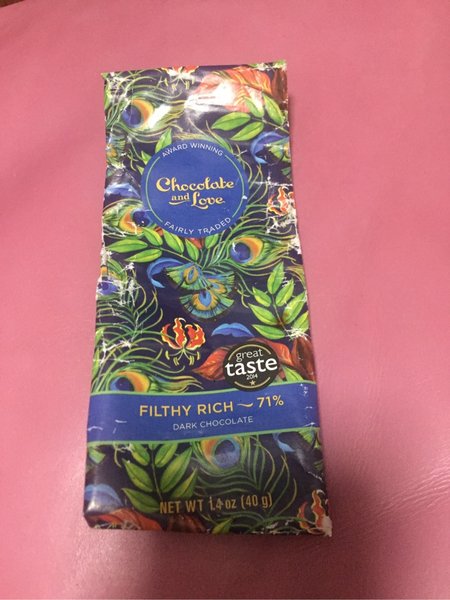 AWARD WINNING
Chocolate
and Love
FAIRLY TRADED
great
taste
2014
FILTHY RICH ~ 71%
DARK CHOCOLATE
NET WT 1.4 oz (40 g)